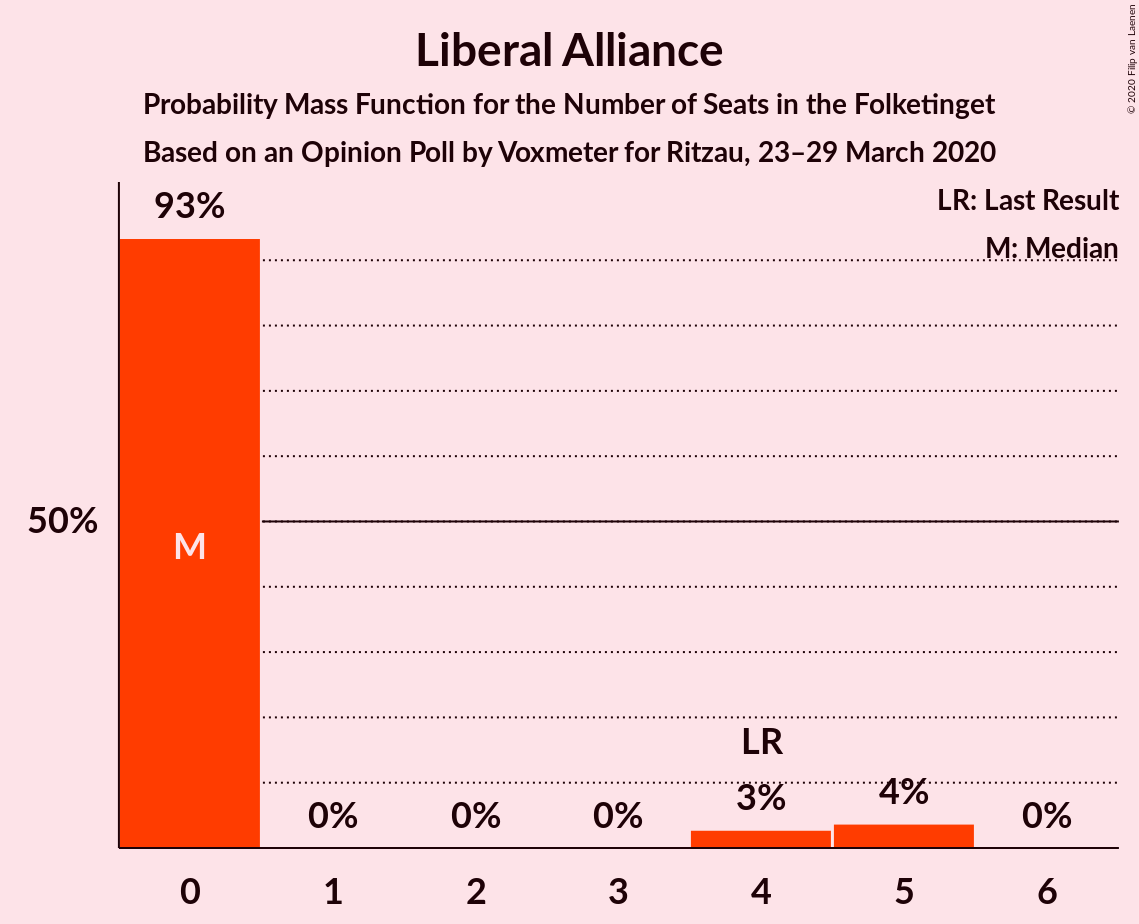 Liberal Alliance
Probability Mass Function for the Number of Seats in the Folketinget
Based on an Opinion Poll by Voxmeter for Ritzau, 23–29 March 2020
© 2020 Filip van Laenen
LR: Last Result
M: Median
93%
50%
M
LR
0% 0% 0% 3% 4% 0%
0 1 2 3 4 5 6